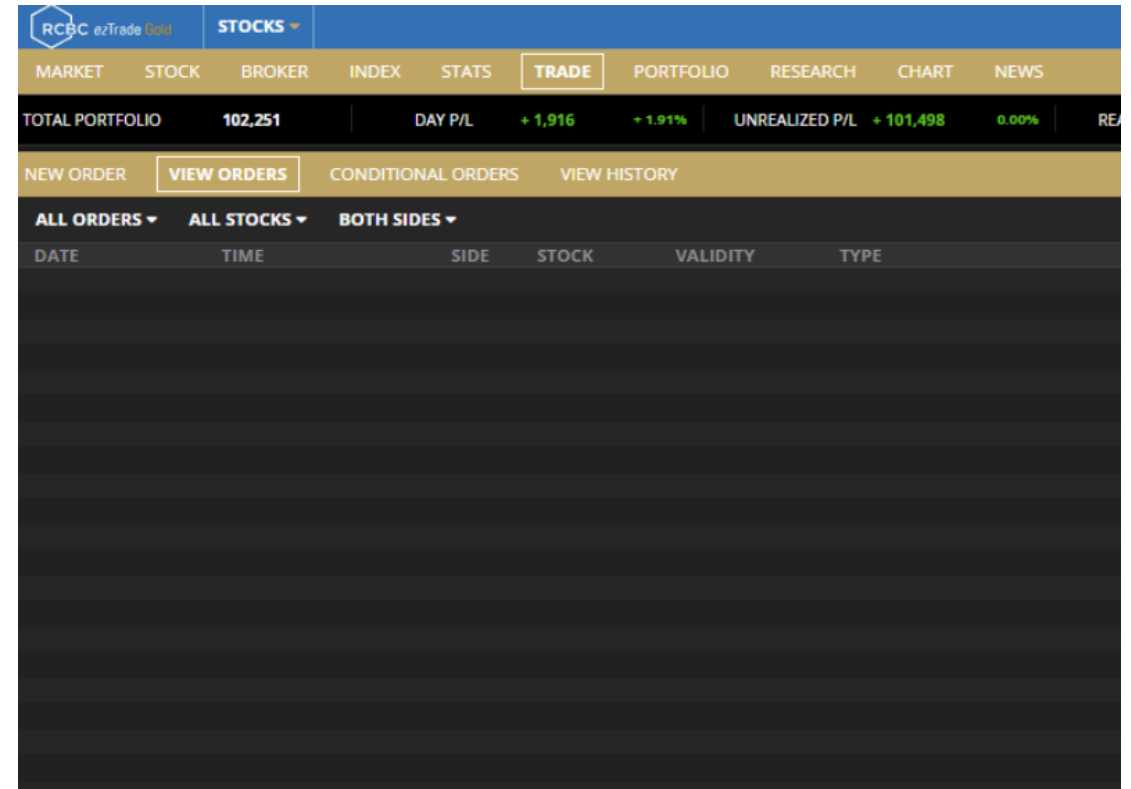 RCBC ezTrade Gold STOCKS
MARKET STOCK BROKER INDEX STATS TRADE PORTFOLIO RESEARCH CHART NEWS
TOTAL PORTFOLIO 102,251 DAY P/L + 1,916 + 1.91% UNREALIZED P/L + 101,498 0.00% REA
NEW ORDER VIEW ORDERS CONDITIONAL ORDERS VIEW HISTORY
ALL ORDERS ALL STOCKS BOTH SIDES
DATE TIME SIDE STOCK VALIDITY TYPE